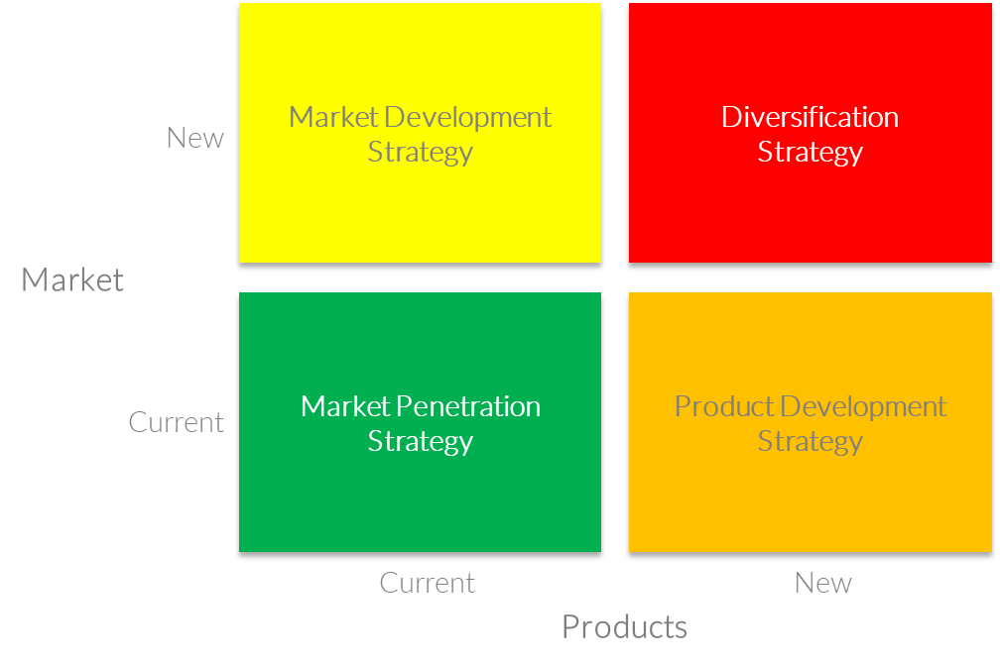 Market Development
Strategy
Diversification
Strategy
New
Market
Market Penetration
Strategy
Product Development
Strategy
Current
Current
New
Products